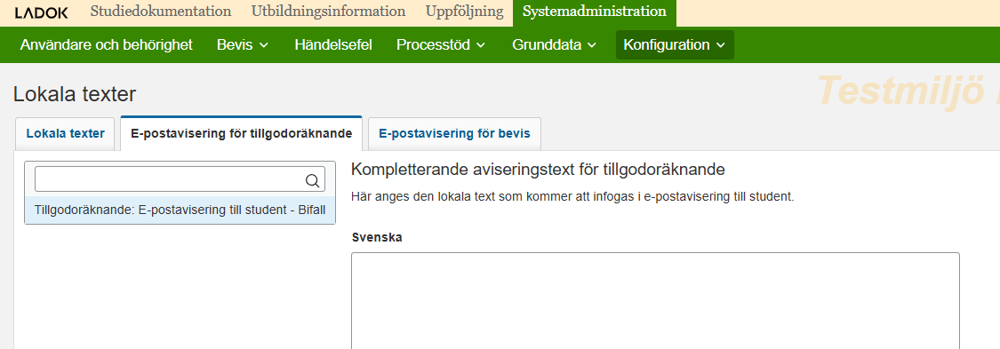 LADOK Studiedokumentation Utbildningsinformation Uppföljning Systemadministration
Användare och behörighet Bevis Händelsefel Processtöd Grunddata Konfiguration
Testmiljö
Lokala texter
Lokala texter E-postavisering för tillgodoräknande E-postavisering för bevis
Kompletterande aviseringstext för tillgodoräknande
Här anges den lokala text som kommer att infogas i e-postavisering till student.
Tillgodoräknande: E-postavisering till student - Bifall
Svenska